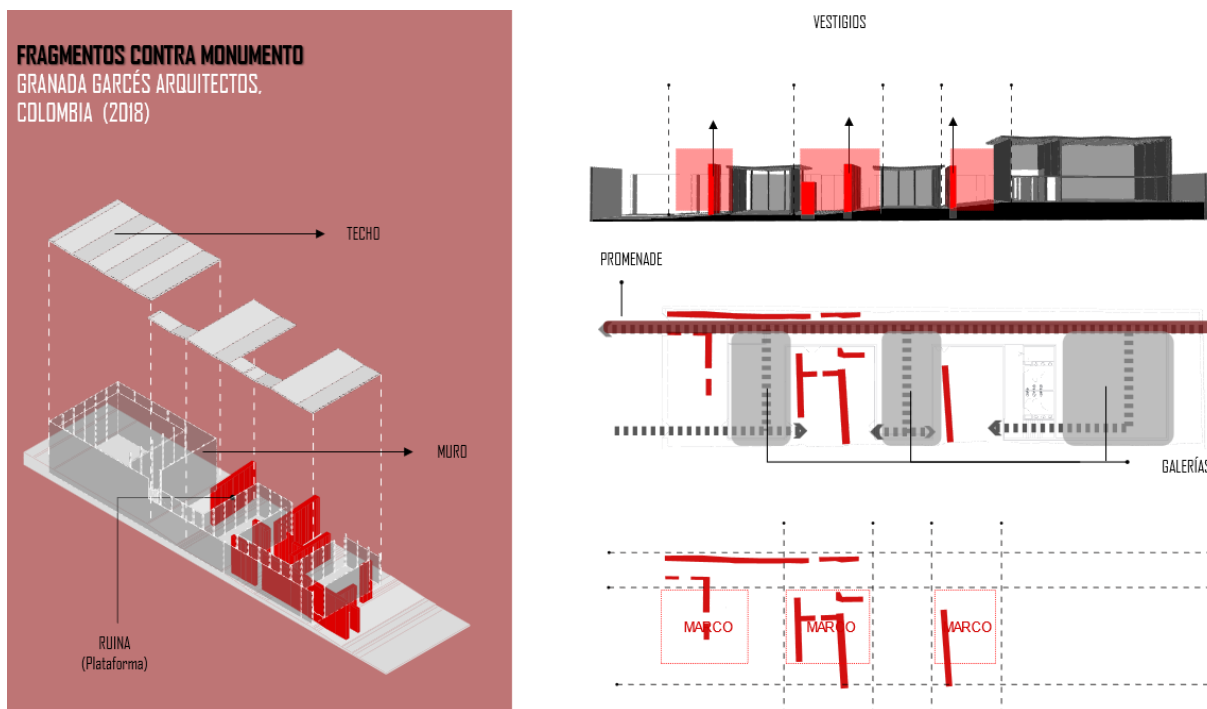 FRAGMENTOS CONTRA MONUMENTO
GRANADA GARCÉS ARQUITECTOS,
COLOMBIA (2018)
TECHO
MURO
RUINA
(Plataforma)
VESTIGIOS
PROMENADE
GALERÍAS
MARCO
MARCO
MARCO